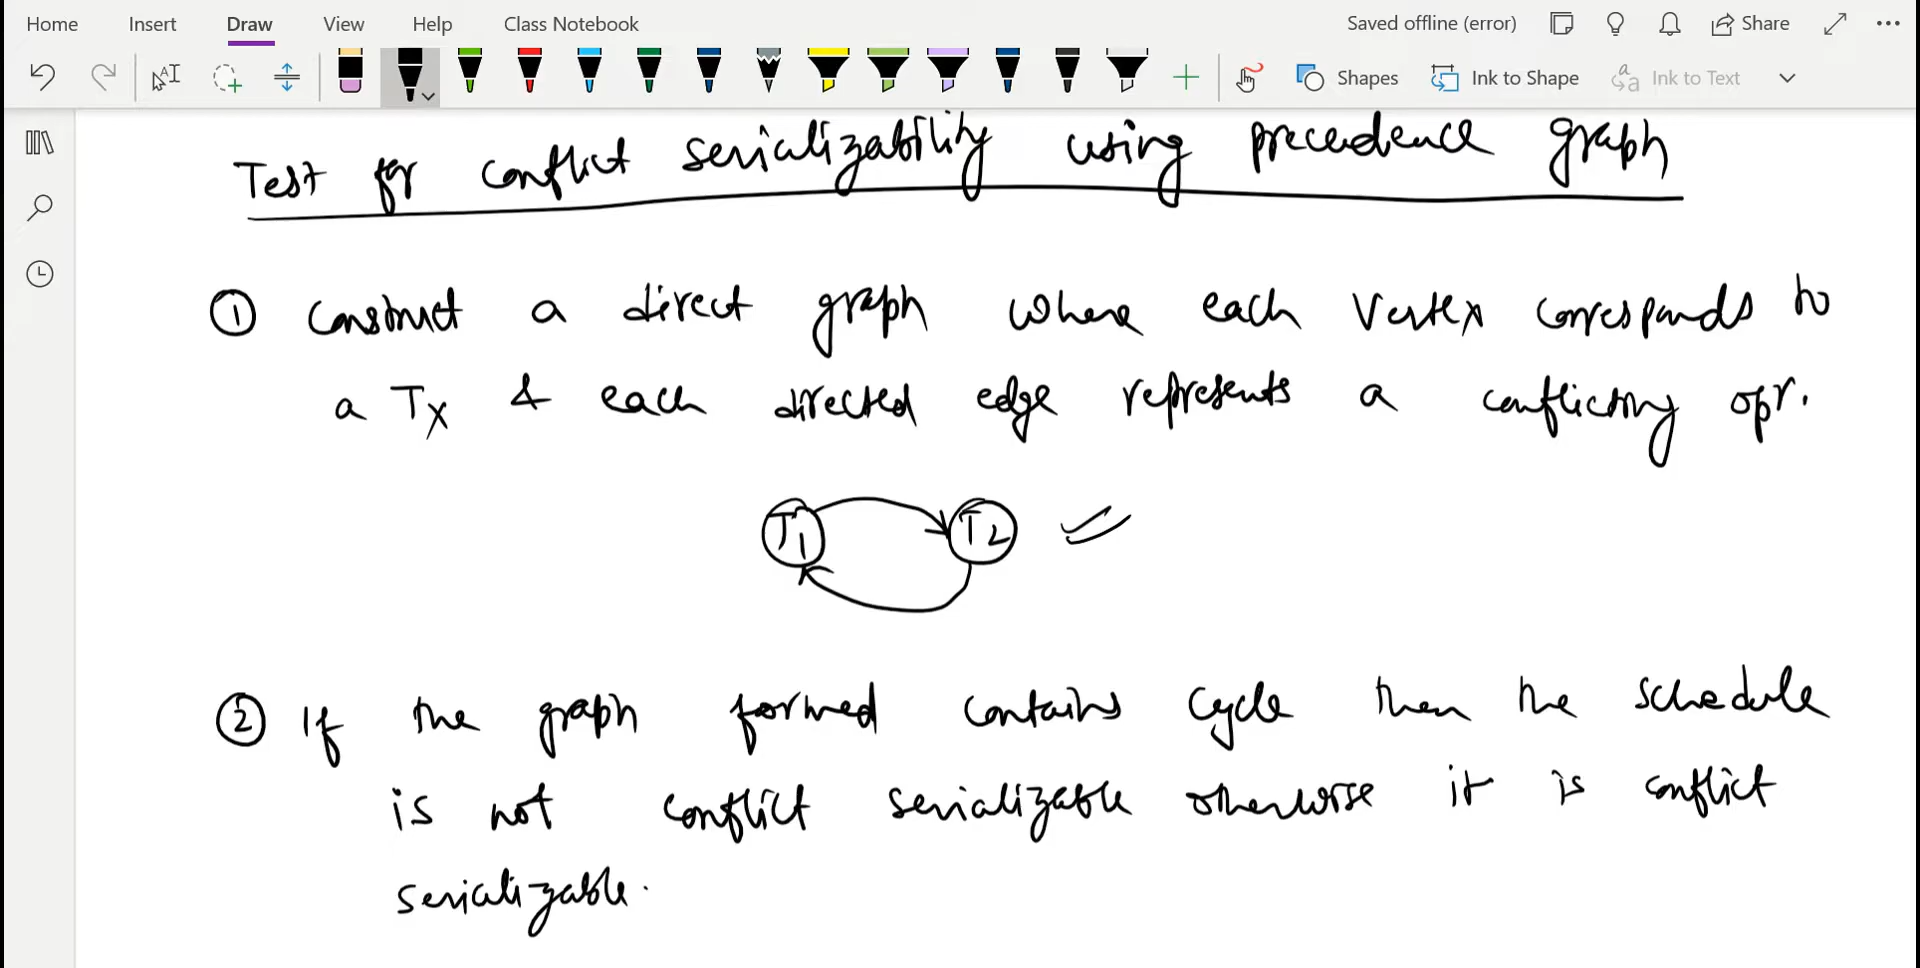 Home Insert Draw View Help Class Notebook Saved offline (error) Share
Shapes Ink to Shape Ink to Text
Test for conflict serializability using precedence graph
① Construct a direct graph where each vertex corresponds to
a Tx & each directed edge represents a conflicting opr.
T1 T2
② If the graph formed contains cycle then the schedule
is not conflict serializable otherwise it is conflict
serializable.